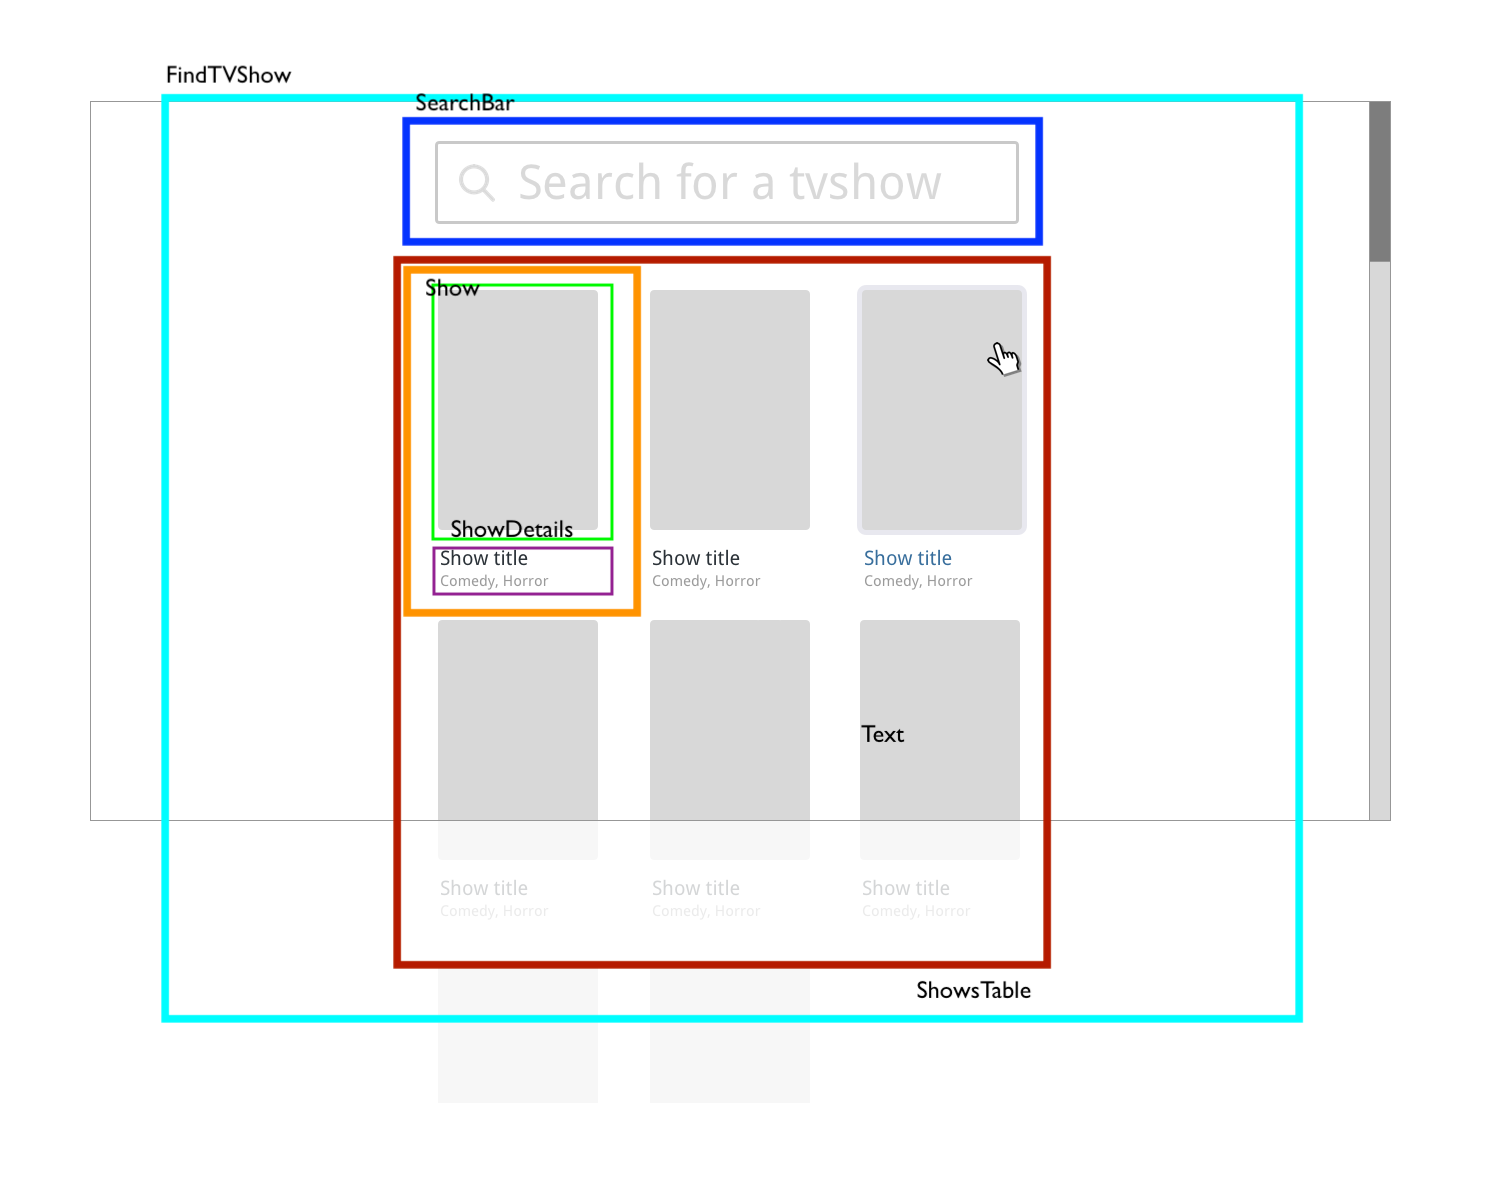 FindTVShow
SearchBar
Search for a tvshow
Show
ShowDetails
Show title
Comedy, Horror
Show title
Comedy, Horror
Show title
Comedy, Horror
Text
Show title
Comedy, Horror
Show title
Comedy, Horror
Show title
Comedy, Horror
ShowsTable